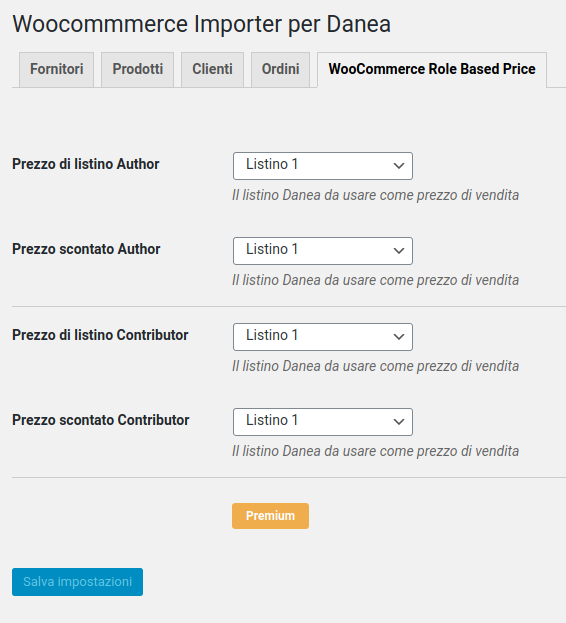 Woocommmerce Importer per Danea
Fornitori Prodotti Clienti Ordini WooCommerce Role Based Price
Prezzo di listino Author Listino 1
Il listino Danea da usare come prezzo di vendita
Prezzo scontato Author Listino 1
Il listino Danea da usare come prezzo di vendita
Prezzo di listino Contributor Listino 1
Il listino Danea da usare come prezzo di vendita
Prezzo scontato Contributor Listino 1
Il listino Danea da usare come prezzo di vendita
Premium
Salva impostazioni